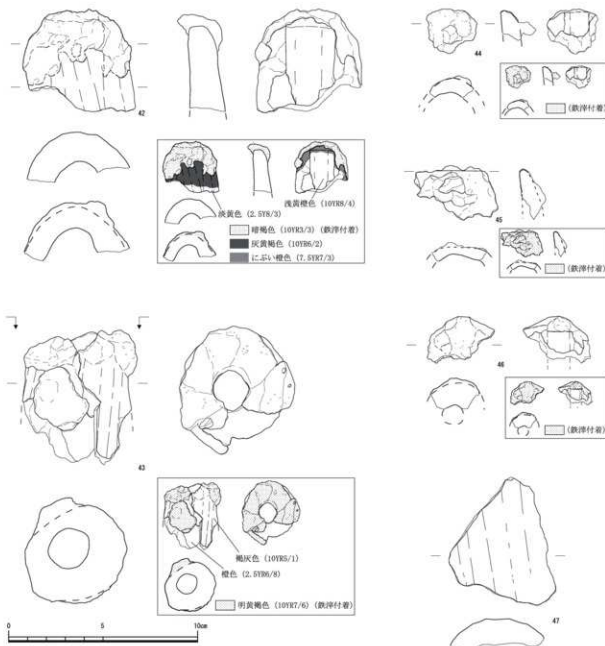 42
淡黄色 (2.5Y8/3)
浅黄橙色 (10YR8/4)
暗褐色 (10YR3/3) (鉄滓付着)
灰黄褐色 (10YR6/2)
にぶい橙色 (7.5YR7/3)
43
褐灰色 (10YR5/1)
橙色 (2.5YR6/8)
明黄褐色 (10YR7/6) (鉄滓付着)
0 5 10cm
44
(鉄滓付着)
45
(鉄滓付着)
46
(鉄滓付着)
47